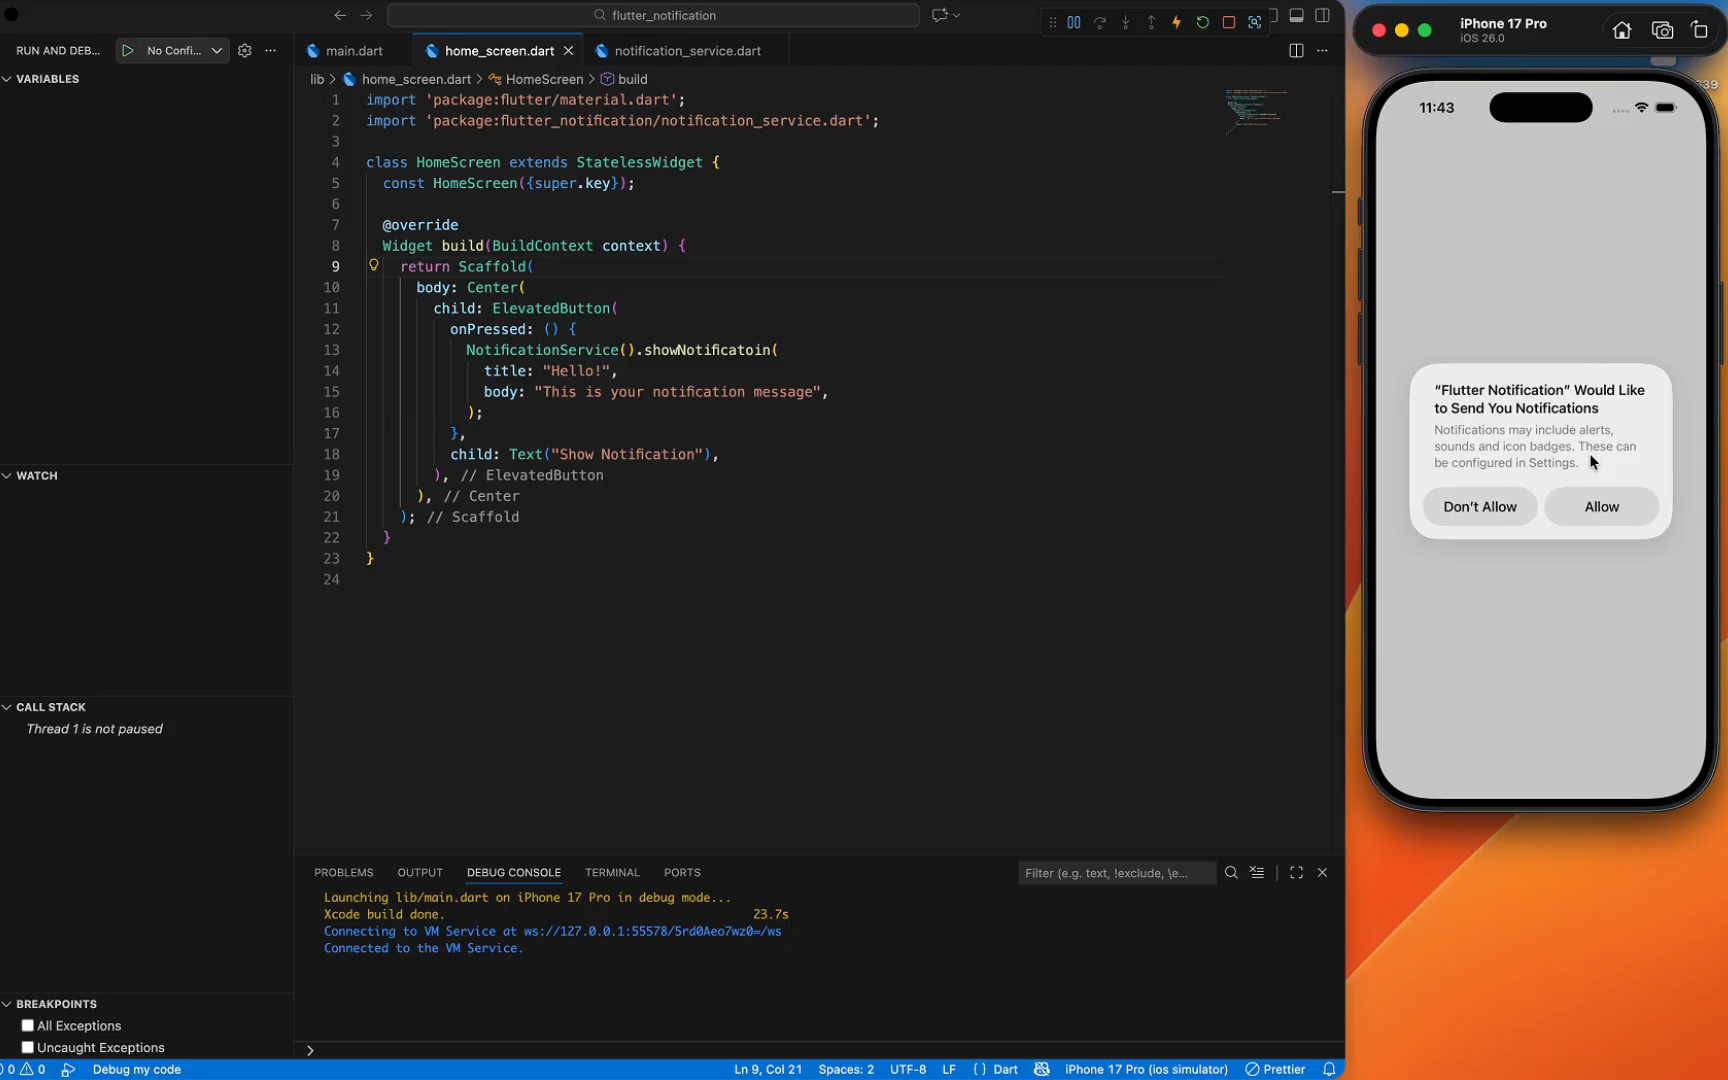 flutter_notification
RUN AND DEB...
No Confi...
main.dart
home_screen.dart
notification_service.dart
lib > home_screen.dart > HomeScreen > build
VARIABLES
WATCH
CALL STACK
Thread 1 is not paused
BREAKPOINTS
All Exceptions
Uncaught Exceptions
1 import 'package:flutter/material.dart';
2 import 'package:flutter_notification/notification_service.dart';
3
4 class HomeScreen extends StatelessWidget {
5 const HomeScreen({super.key});
6
7 @override
8 Widget build(BuildContext context) {
9 return Scaffold(
10 body: Center(
11 child: ElevatedButton(
12 onPressed: () {
13 NotificationService().showNotificatoin(
14 title: "Hello!",
15 body: "This is your notification message",
16 );
17 },
18 child: Text("Show Notification"),
19 ), // ElevatedButton
20 ), // Center
21 ); // Scaffold
22 }
23 }
24
PROBLEMS OUTPUT DEBUG CONSOLE TERMINAL PORTS
Filter (e.g. text, !exclude, \e...
Launching lib/main.dart on iPhone 17 Pro in debug mode...
Xcode build done. 23.7s
Connecting to VM Service at ws://127.0.0.1:55578/5rd0Aeo7wz0=/ws
Connected to the VM Service.
>
0 0 Debug my code
Ln 9, Col 21 Spaces: 2 UTF-8 LF { } Dart iPhone 17 Pro (ios simulator) Prettier
iPhone 17 Pro
iOS 26.0
39
11:43
“Flutter Notification” Would Like
to Send You Notifications
Notifications may include alerts,
sounds and icon badges. These can
be configured in Settings.
Don’t Allow
Allow